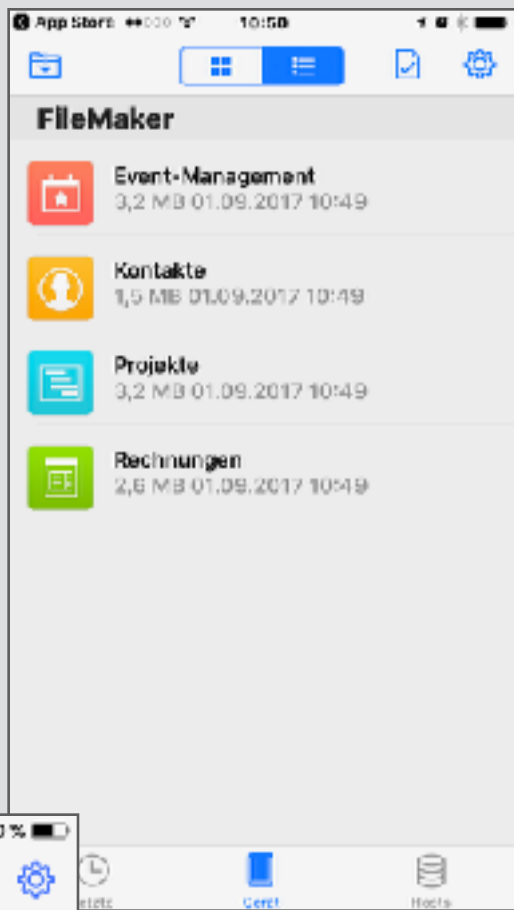 App Store 10:50
FileMaker
Event-Management
3,2 MB 01.09.2017 10:49
Kontakte
1,5 MB 01.09.2017 10:49
Projekte
3,2 MB 01.09.2017 10:49
Rechnungen
2,6 MB 01.09.2017 10:49
%
Gerät
Hosts